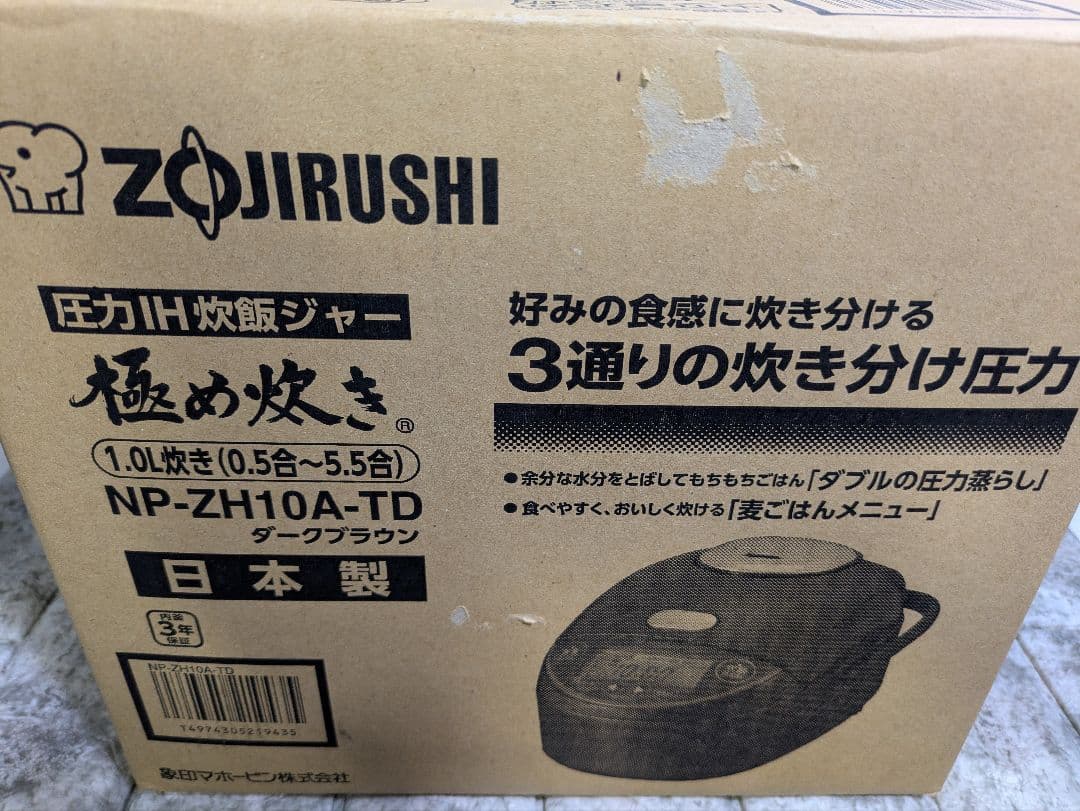 ZOJIRUSHI
圧力IH炊飯ジャー
極め炊き®
1.0L炊き(0.5合〜5.5合)
NP-ZH10A-TD
ダークブラウン
日本製
内釜
3年
保証
NP-ZH10A-TD
T4974305219435
象印マホービン株式会社
好みの食感に炊き分ける
3通りの炊き分け圧力
●余分な水分をとばしてもちもちごはん「ダブルの圧力蒸らし」
●食べやすく、おいしく炊ける「麦ごはんメニュー」